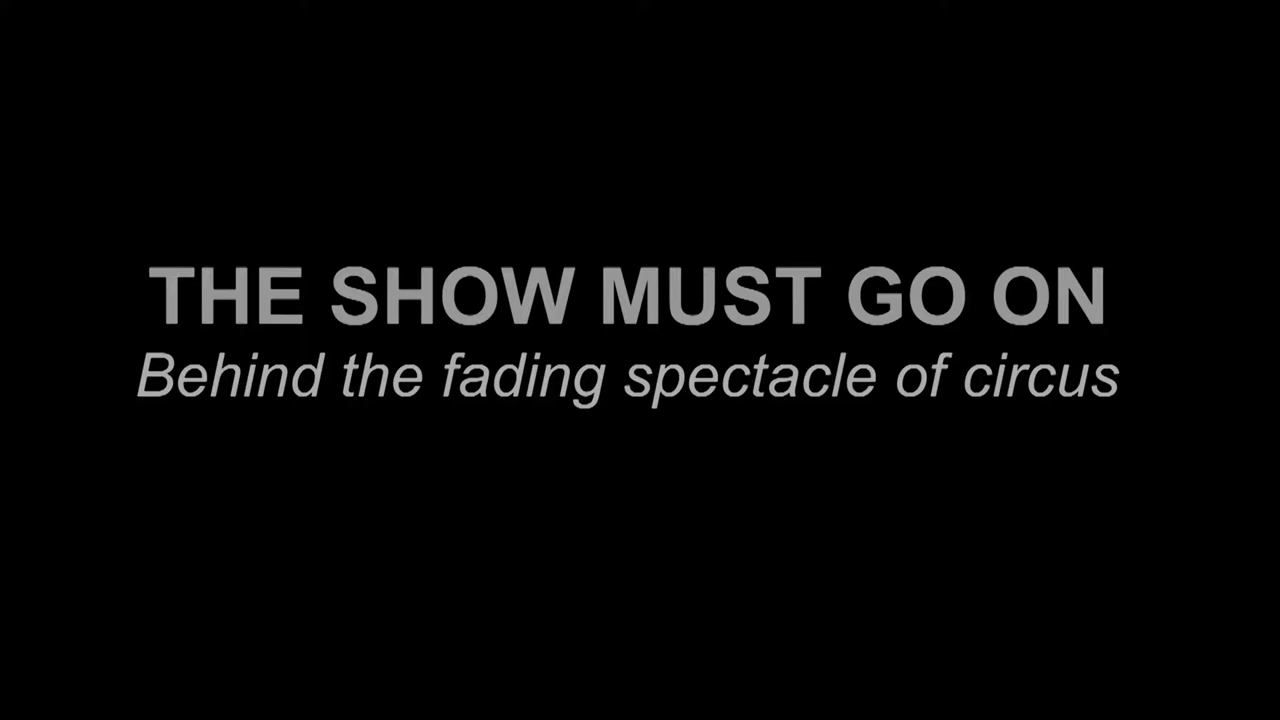 THE SHOW MUST GO ON
Behind the fading spectacle of circus